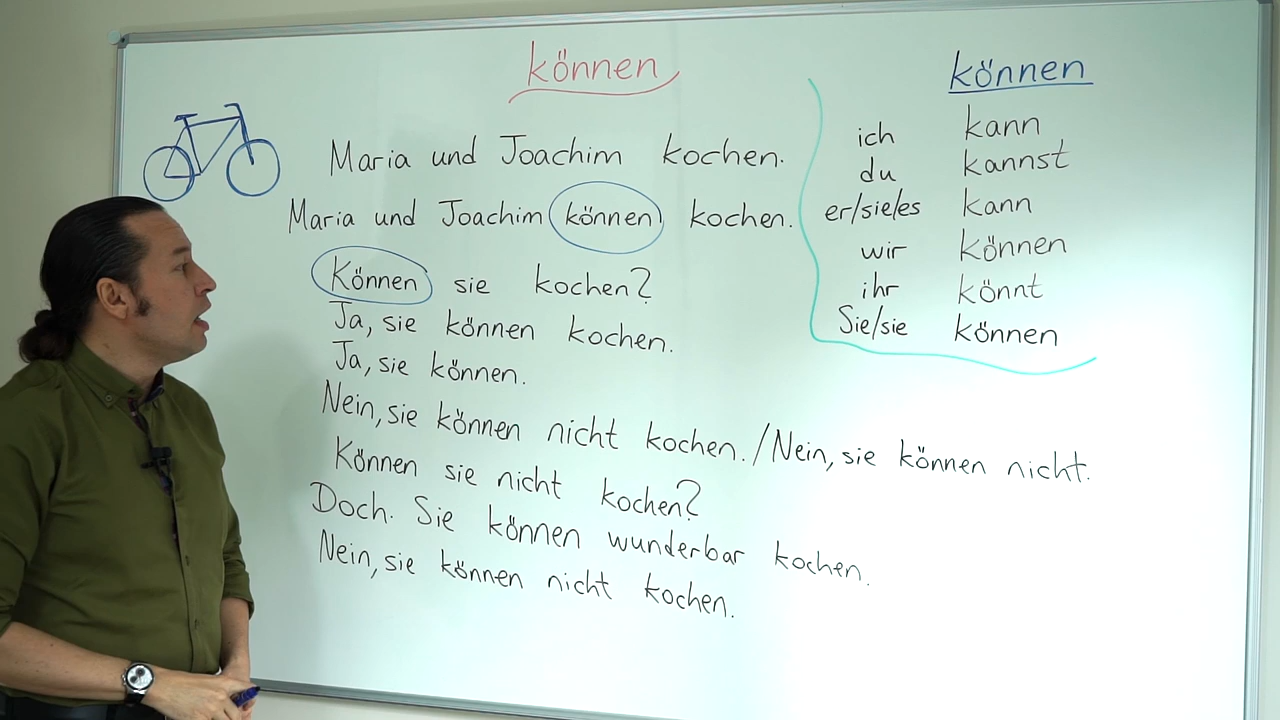 können
Maria und Joachim kochen.
Maria und Joachim können kochen.
Können sie kochen?
Ja, sie können kochen.
Ja, sie können.
Nein, sie können nicht kochen. / Nein, sie können nicht.
Können sie nicht kochen?
Doch. Sie können wunderbar kochen.
Nein, sie können nicht kochen.
können
ich kann
du kannst
er/sie/es kann
wir können
ihr könnt
Sie/sie können